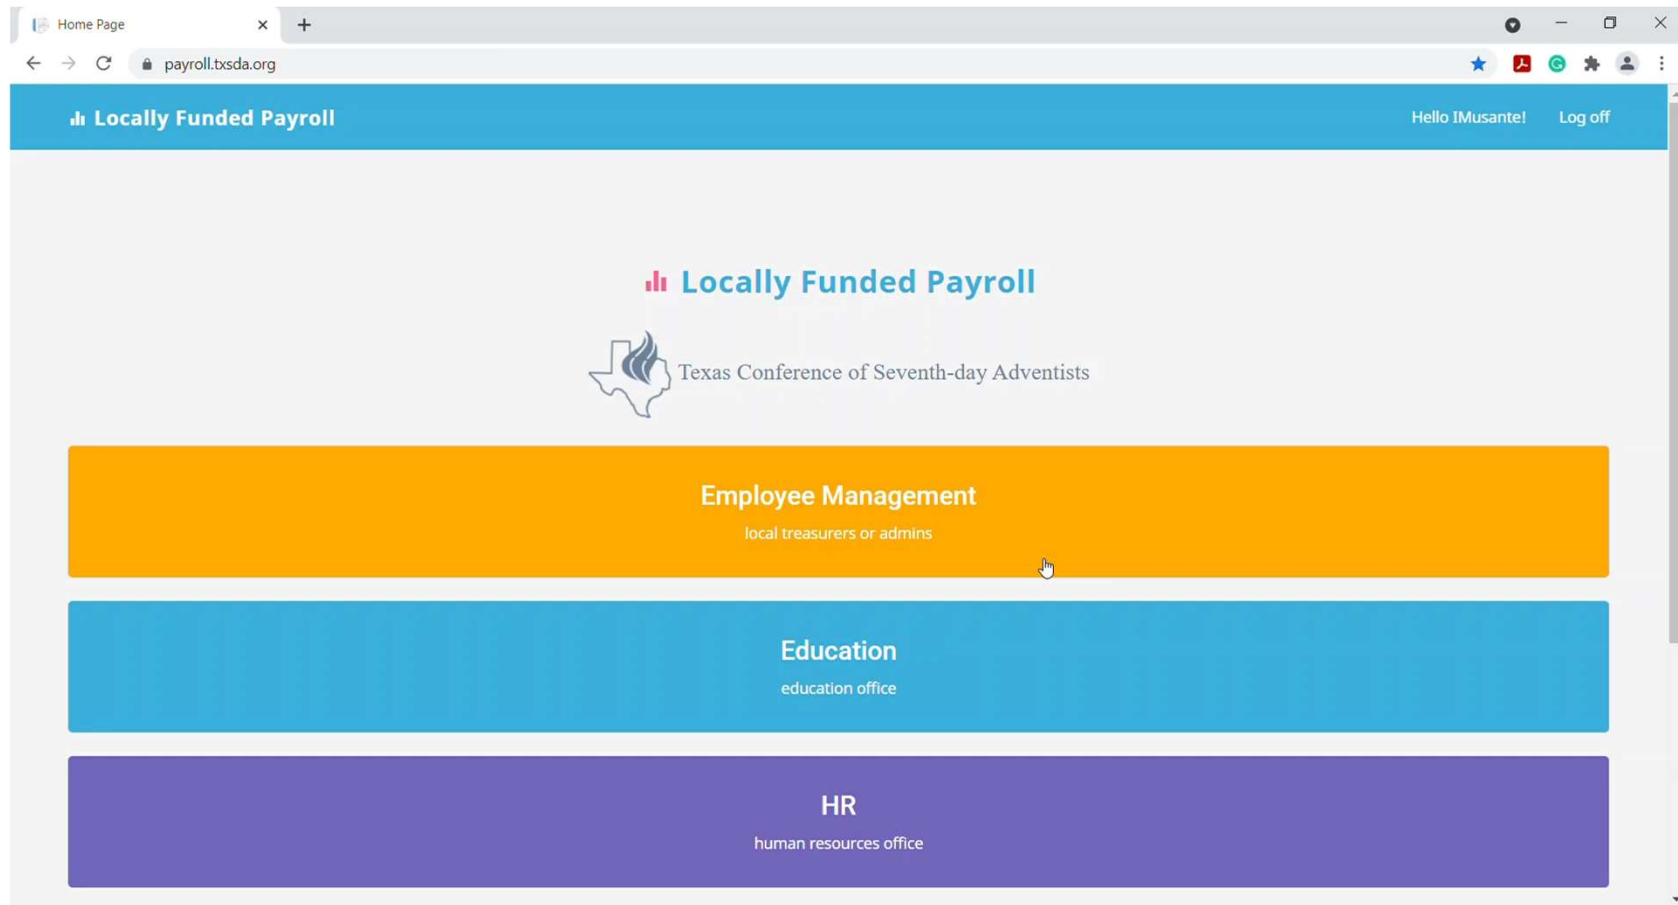 Home Page
payroll.txsda.org
Locally Funded Payroll
Hello IMusante!
Log off
Locally Funded Payroll
Texas Conference of Seventh-day Adventists
Employee Management
local treasurers or admins
Education
education office
HR
human resources office